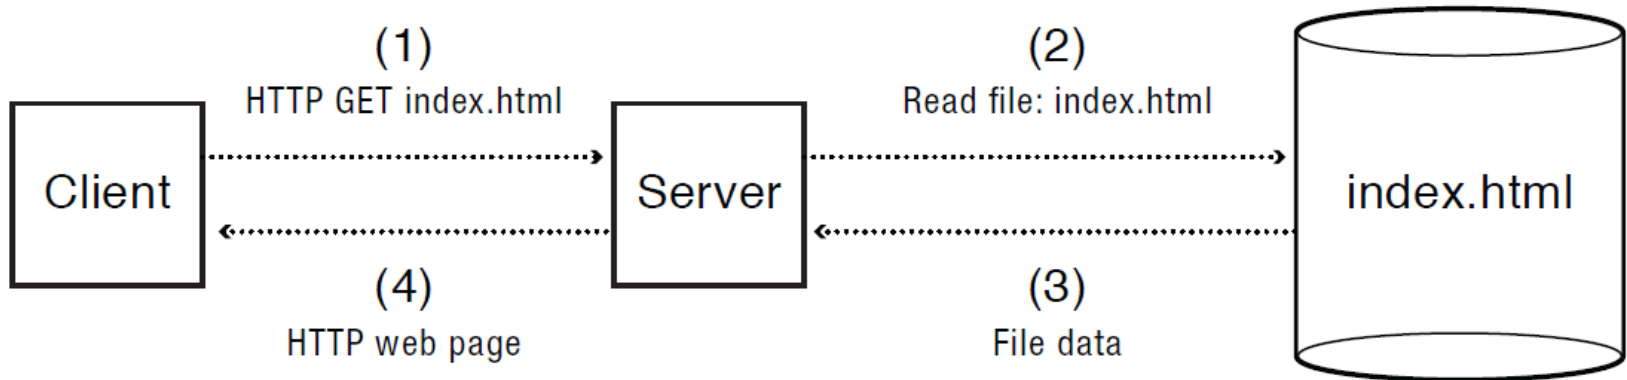 (1)
HTTP GET index.html
(2)
Read file: index.html
Client
Server
index.html
(4)
HTTP web page
(3)
File data